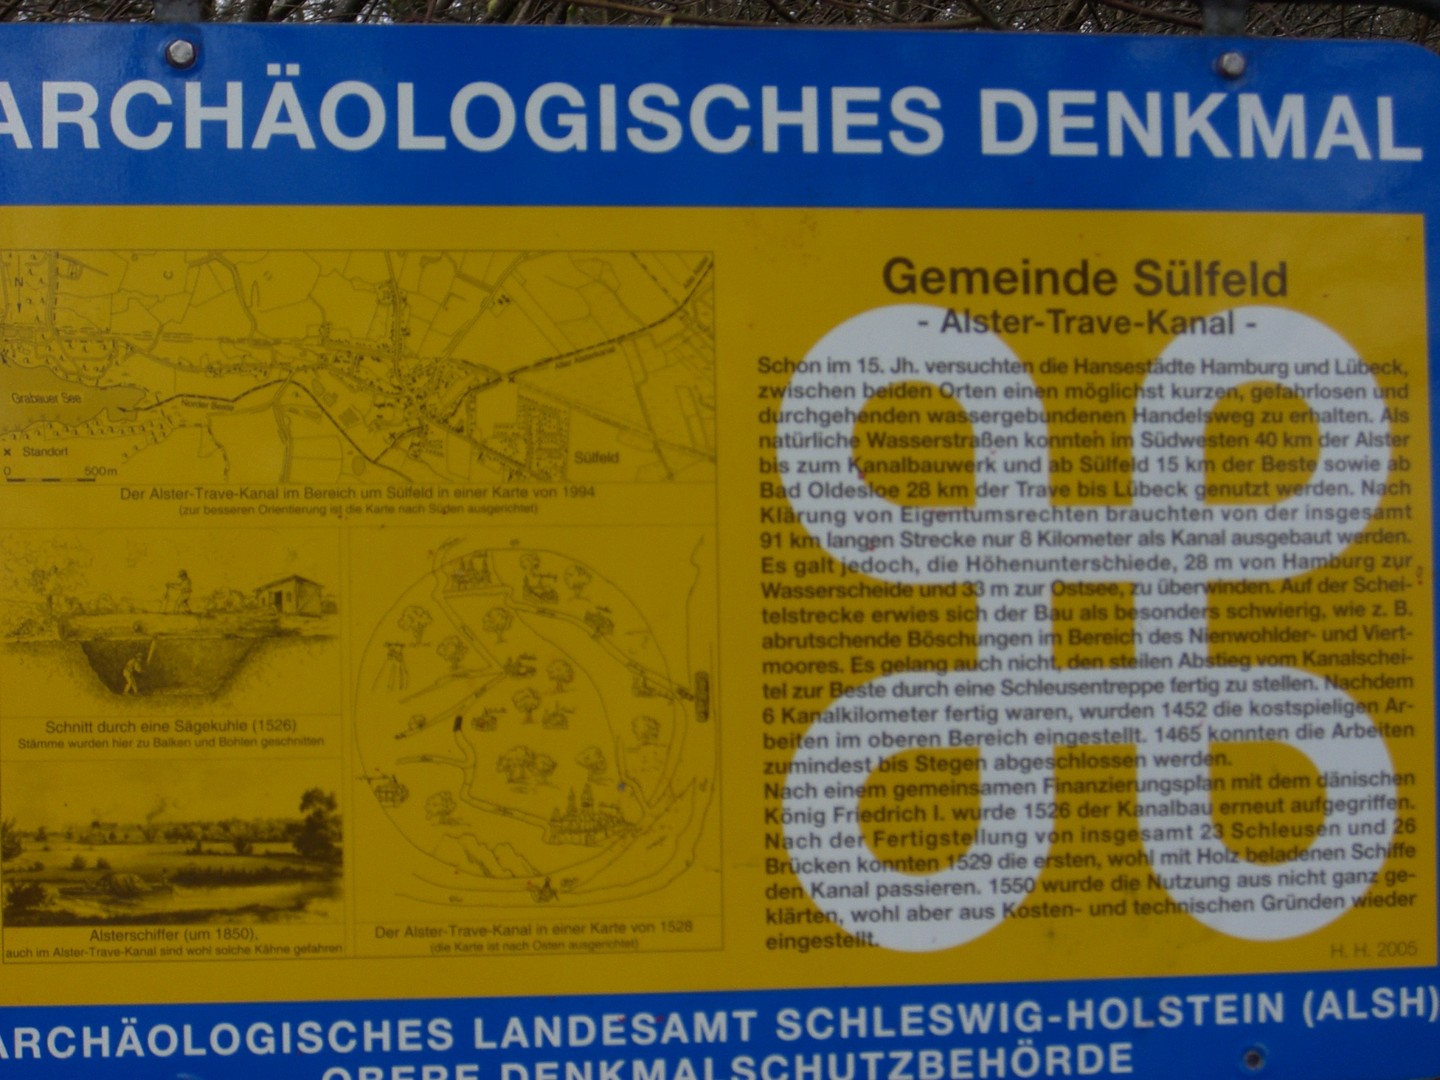 ARCHÄOLOGISCHES DENKMAL
N
Grabauer See
Norder Beste
Alter Alsterkanal
x Standort
0 500m
Sülfeld
Der Alster-Trave-Kanal im Bereich um Sülfeld in einer Karte von 1994
(zur besseren Orientierung ist die Karte nach Süden ausgerichtet)
Schnitt durch eine Sägekuhle (1526)
Stämme wurden hier zu Balken und Bohlen geschnitten
Alsterschiffer (um 1850),
auch im Alster-Trave-Kanal sind wohl solche Kähne gefahren
Der Alster-Trave-Kanal in einer Karte von 1528
(die Karte ist nach Osten ausgerichtet)
Gemeinde Sülfeld
- Alster-Trave-Kanal -
Schon im 15. Jh. versuchten die Hansestädte Hamburg und Lübeck,
zwischen beiden Orten einen möglichst kurzen, gefahrlosen und
durchgehenden wassergebundenen Handelsweg zu erhalten. Als
natürliche Wasserstraßen konnten im Südwesten 40 km der Alster
bis zum Kanalbauwerk und ab Sülfeld 15 km der Beste sowie ab
Bad Oldesloe 28 km der Trave bis Lübeck genutzt werden. Nach
Klärung von Eigentumsrechten brauchten von der insgesamt
91 km langen Strecke nur 8 Kilometer als Kanal ausgebaut werden.
Es galt jedoch, die Höhenunterschiede, 28 m von Hamburg zur
Wasserscheide und 33 m zur Ostsee, zu überwinden. Auf der Schei-
telstrecke erwies sich der Bau als besonders schwierig, wie z. B.
abrutschende Böschungen im Bereich des Nienwohlder- und Viert-
moores. Es gelang auch nicht, den steilen Abstieg vom Kanalschei-
tel zur Beste durch eine Schleusentreppe fertig zu stellen. Nachdem
6 Kanalkilometer fertig waren, wurden 1452 die kostspieligen Ar-
beiten im oberen Bereich eingestellt. 1465 konnten die Arbeiten
zumindest bis Stegen abgeschlossen werden.
Nach einem gemeinsamen Finanzierungsplan mit dem dänischen
König Friedrich I. wurde 1526 der Kanalbau erneut aufgegriffen.
Nach der Fertigstellung von insgesamt 23 Schleusen und 26
Brücken konnten 1529 die ersten, wohl mit Holz beladenen Schiffe
den Kanal passieren. 1550 wurde die Nutzung aus nicht ganz ge-
klärten, wohl aber aus Kosten- und technischen Gründen wieder
eingestellt.
H. H. 2005
ARCHÄOLOGISCHES LANDESAMT SCHLESWIG-HOLSTEIN (ALSH)
OBERE DENKMALSCHUTZBEHÖRDE